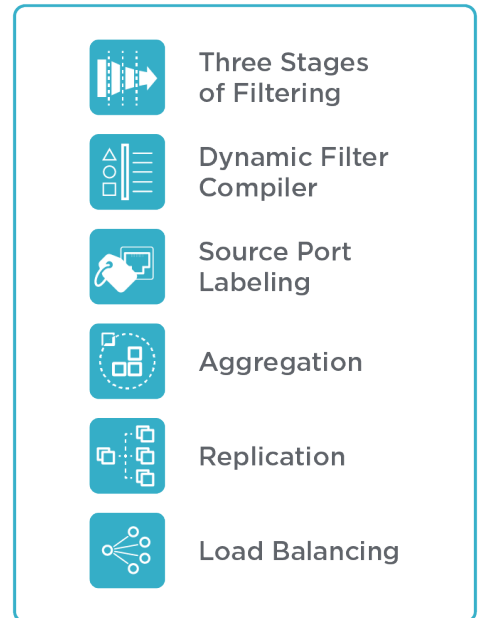 Three Stages
of Filtering
Dynamic Filter
Compiler
Source Port
Labeling
Aggregation
Replication
Load Balancing